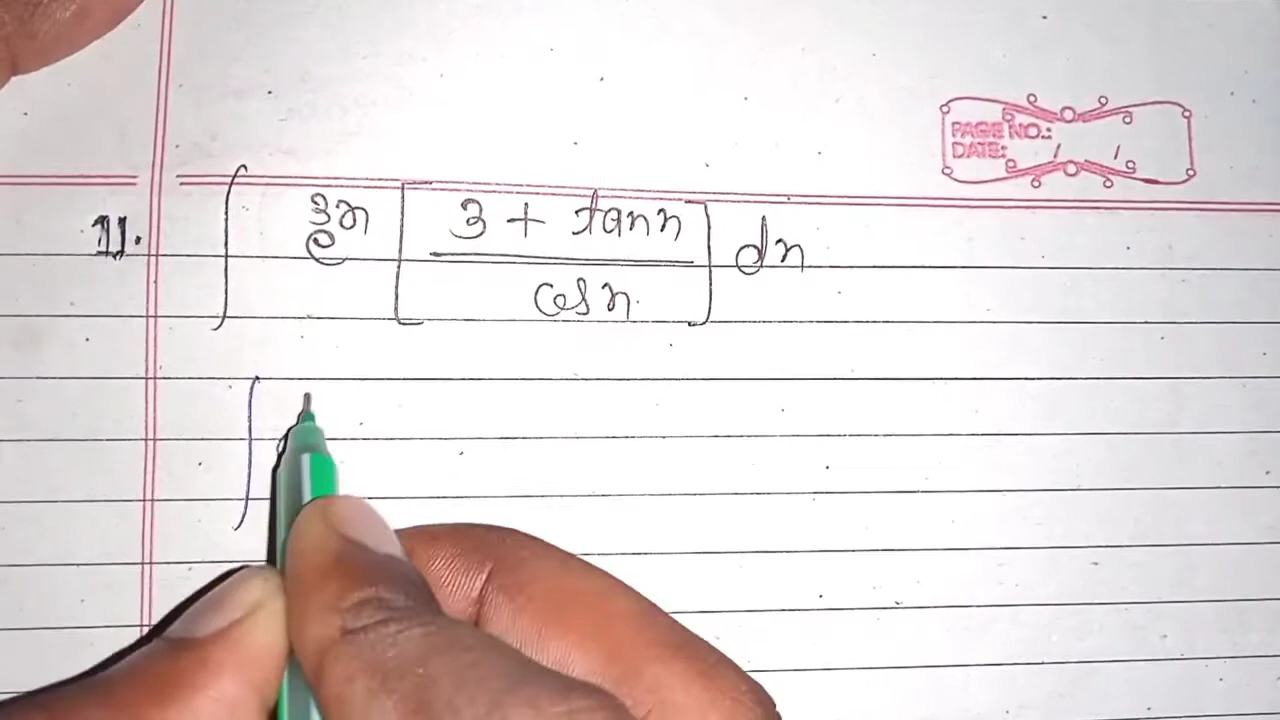 PAGE NO.:
DATE: / /
11. ∫ e^{3x} [ (3 + tan x) / (cos x) ] dx
∫